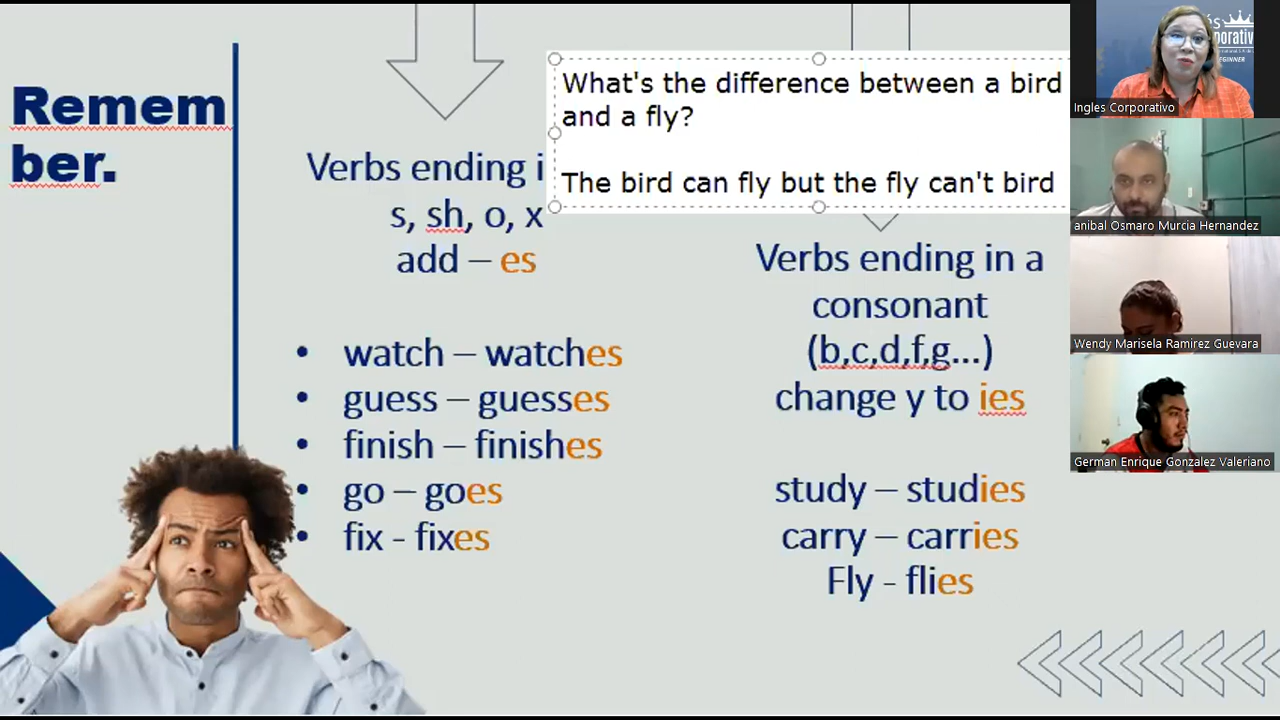 Remem
ber.
Verbs ending i
s, sh, o, x
add – es
• watch – watches
• guess – guesses
• finish – finishes
• go – goes
• fix - fixes
What's the difference between a bird
and a fly?
The bird can fly but the fly can't bird
Verbs ending in a
consonant
(b,c,d,f,g...)
change y to ies
study – studies
carry – carries
Fly - flies
Ingles Corporativo
anibal Osmaro Murcia Hernandez
Wendy Marisela Ramirez Guevara
German Enrique Gonzalez Valeriano